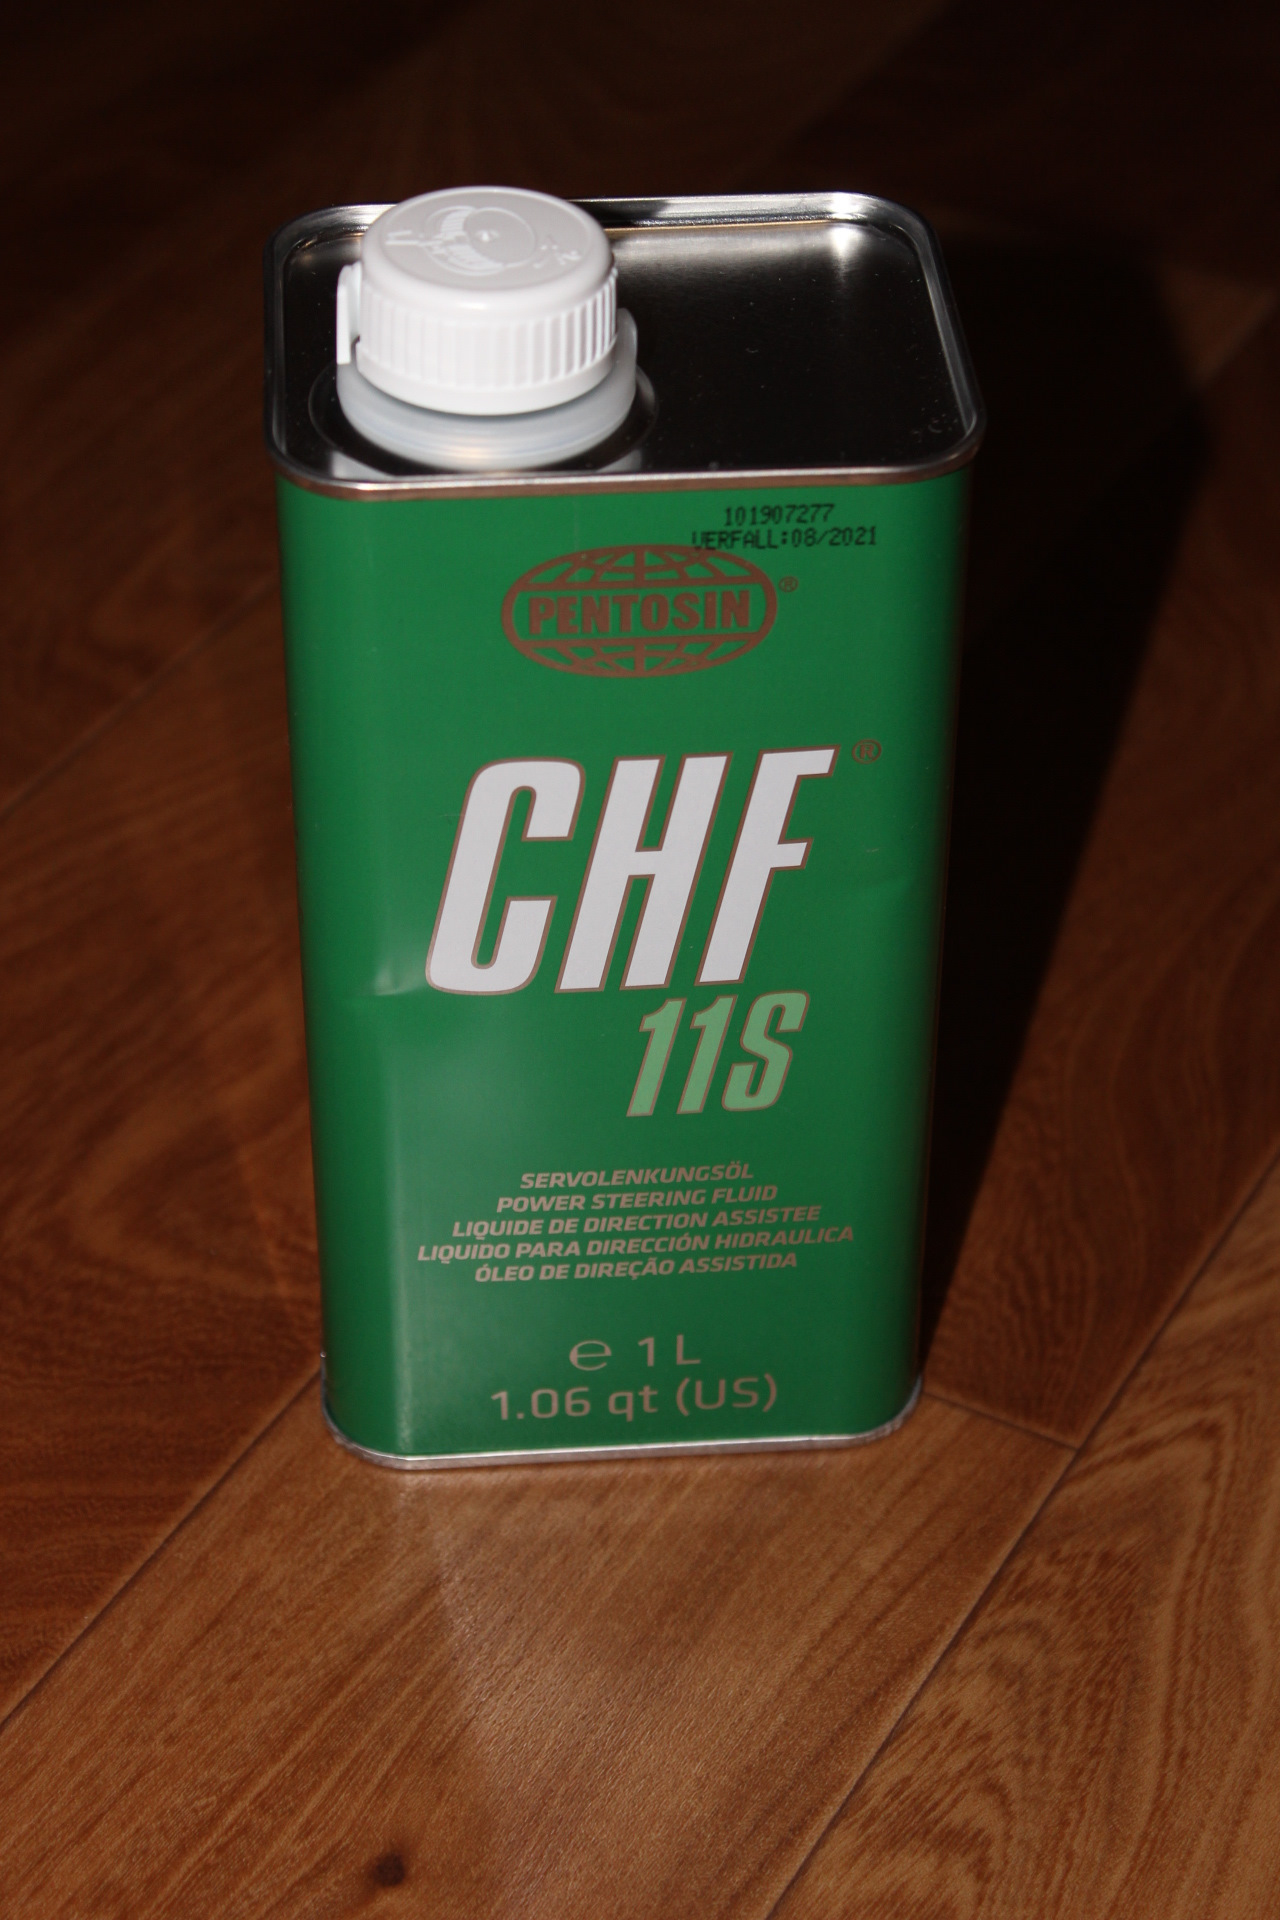 101907277
VERFALL:08/2021
PENTOSIN®
CHF®
11S
SERVOLENKUNGSÖL
POWER STEERING FLUID
LIQUIDE DE DIRECTION ASSISTEE
LIQUIDO PARA DIRECCIÓN HIDRAULICA
ÓLEO DE DIREÇÃO ASSISTIDA
℮ 1 L
1.06 qt (US)